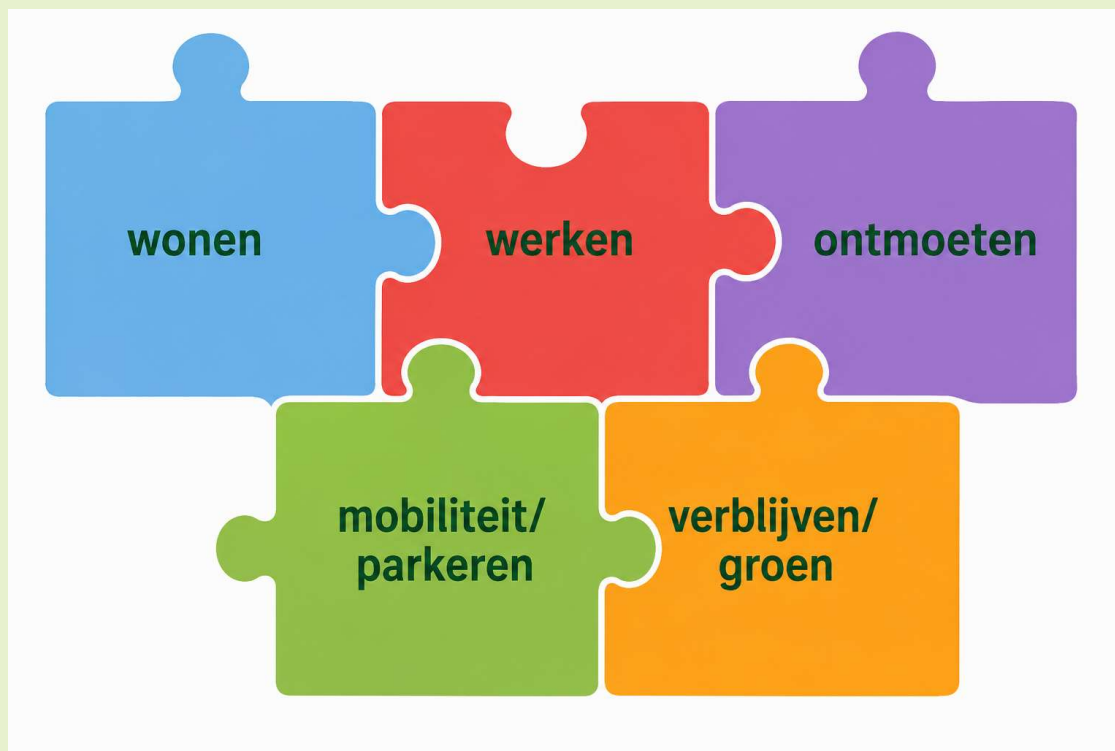 wonen
werken
ontmoeten
mobiliteit/
parkeren
verblijven/
groen